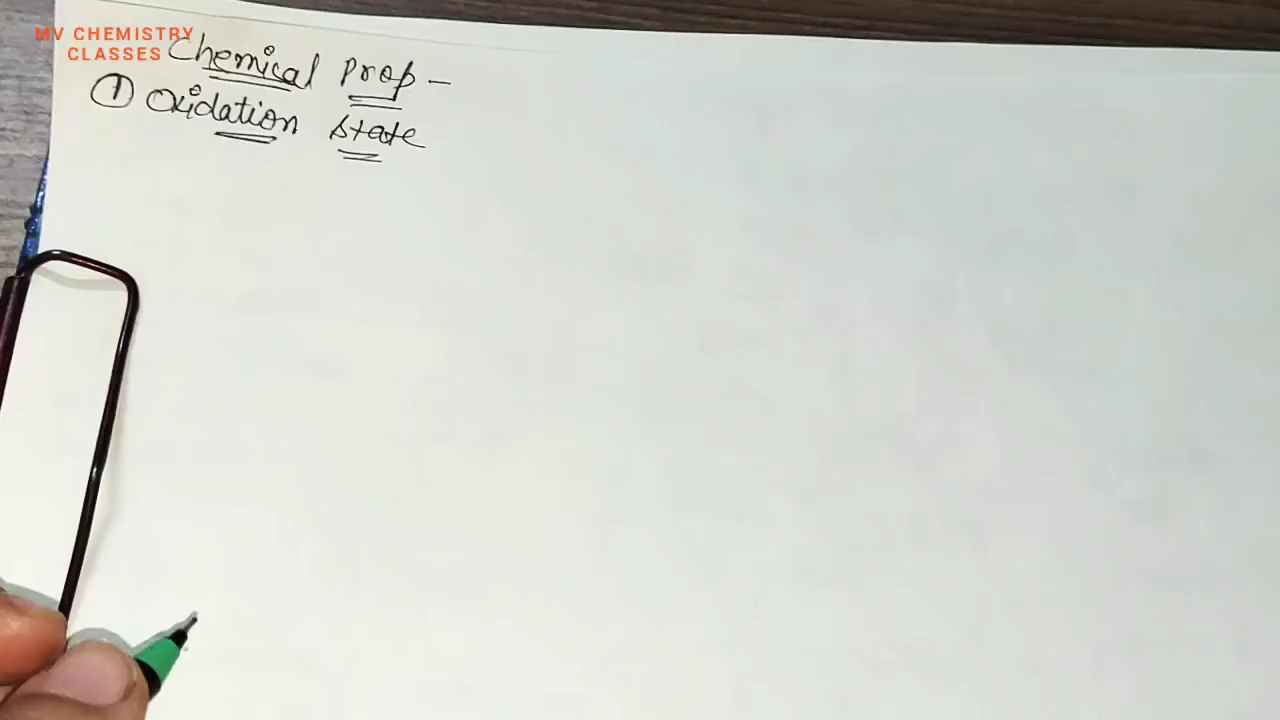 MV CHEMISTRY
CLASSES
Chemical Prop -
① Oxidation state